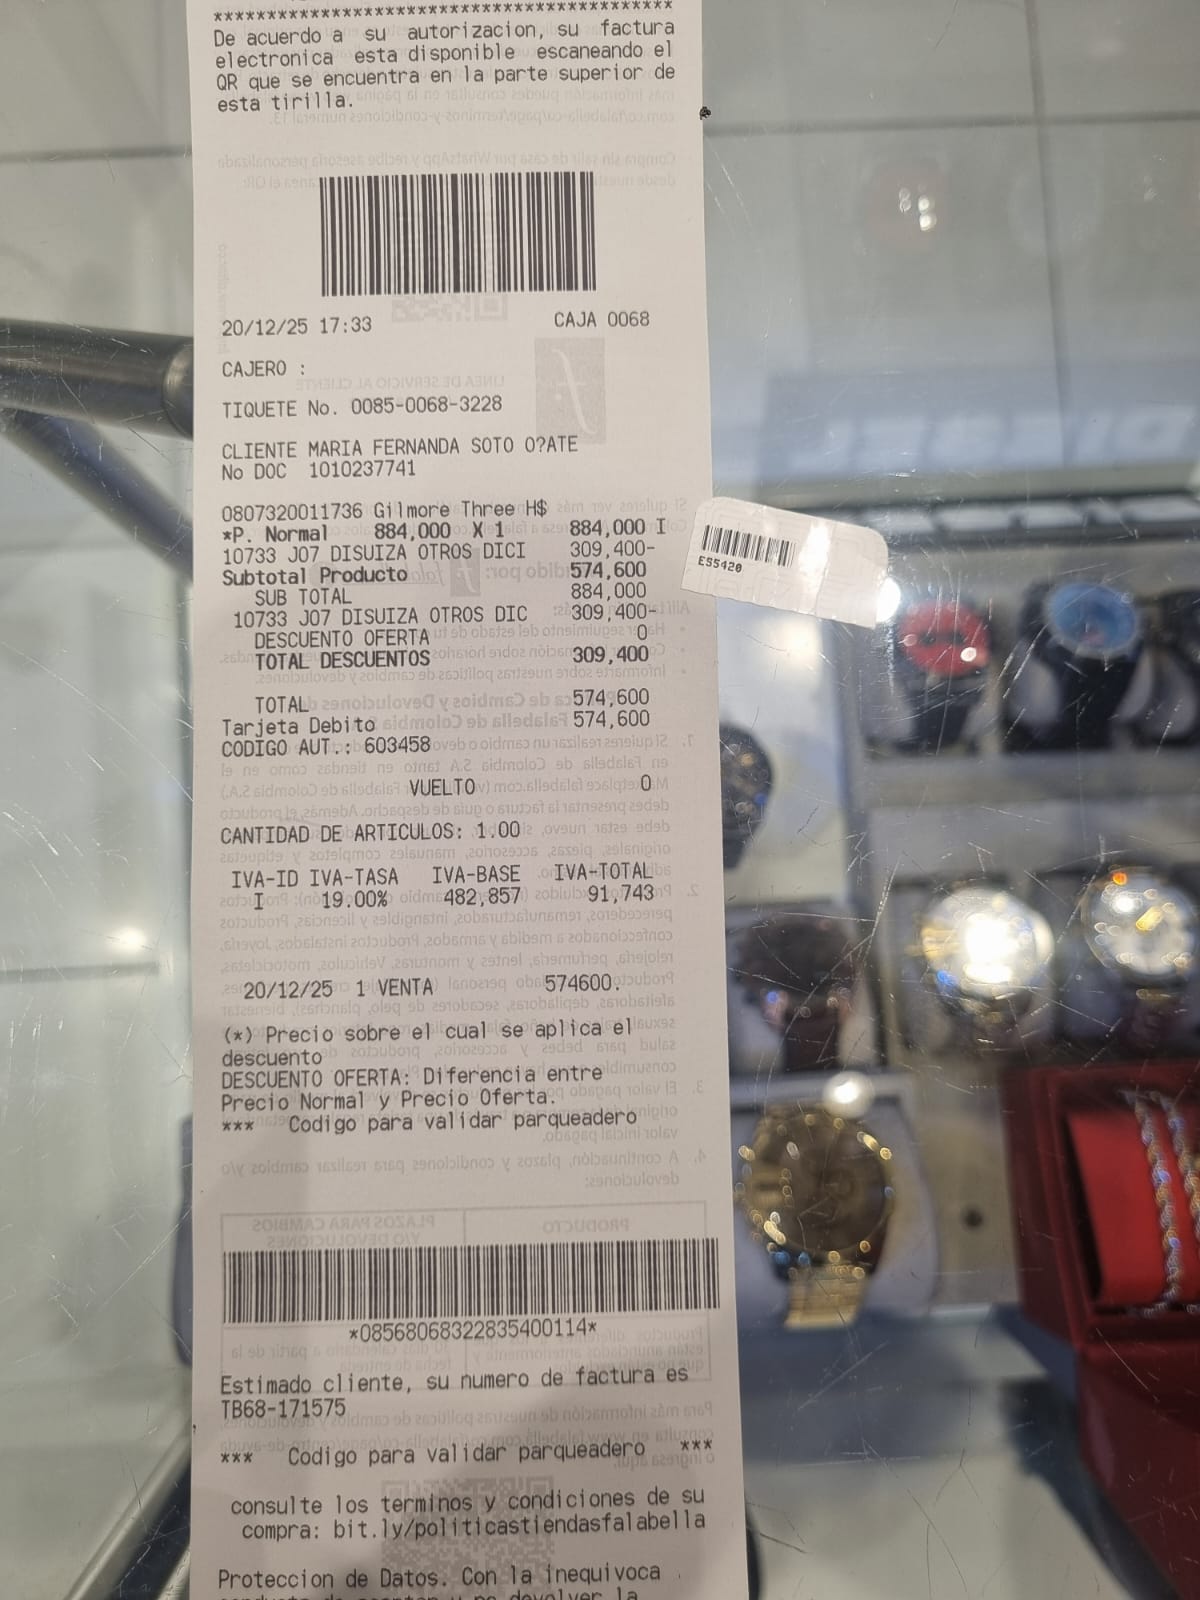 ******************************************
De acuerdo a su autorizacion, su factura
electronica esta disponible escaneando el
QR que se encuentra en la parte superior de
esta tirilla.
20/12/25 17:33 CAJA 0068
CAJERO :
TIQUETE No. 0085-0068-3228
CLIENTE MARIA FERNANDA SOTO O?ATE
No DOC 1010237741
0807320011736 Gilmore Three H$
*P. Normal 884,000 X 1 884,000 I
10733 J07 DISUIZA OTROS DICI 309,400-
Subtotal Producto 574,600
SUB TOTAL 884,000
10733 J07 DISUIZA OTROS DIC 309,400-
DESCUENTO OFERTA 0
TOTAL DESCUENTOS 309,400
TOTAL 574,600
Tarjeta Debito 574,600
CODIGO AUT.: 603458
VUELTO 0
CANTIDAD DE ARTICULOS: 1.00
IVA-ID IVA-TASA IVA-BASE IVA-TOTAL
I 19.00% 482,857 91,743
20/12/25 1 VENTA 574600.
(*) Precio sobre el cual se aplica el
descuento
DESCUENTO OFERTA: Diferencia entre
Precio Normal y Precio Oferta.
*** Codigo para validar parqueadero
*08568068322835400114*
Estimado cliente, su numero de factura es
TB68-171575
*** Codigo para validar parqueadero ***
consulte los terminos y condiciones de su
compra: bit.ly/politicastiendasfalabella
Proteccion de Datos. Con la inequivoca
ES5420
DIESEL